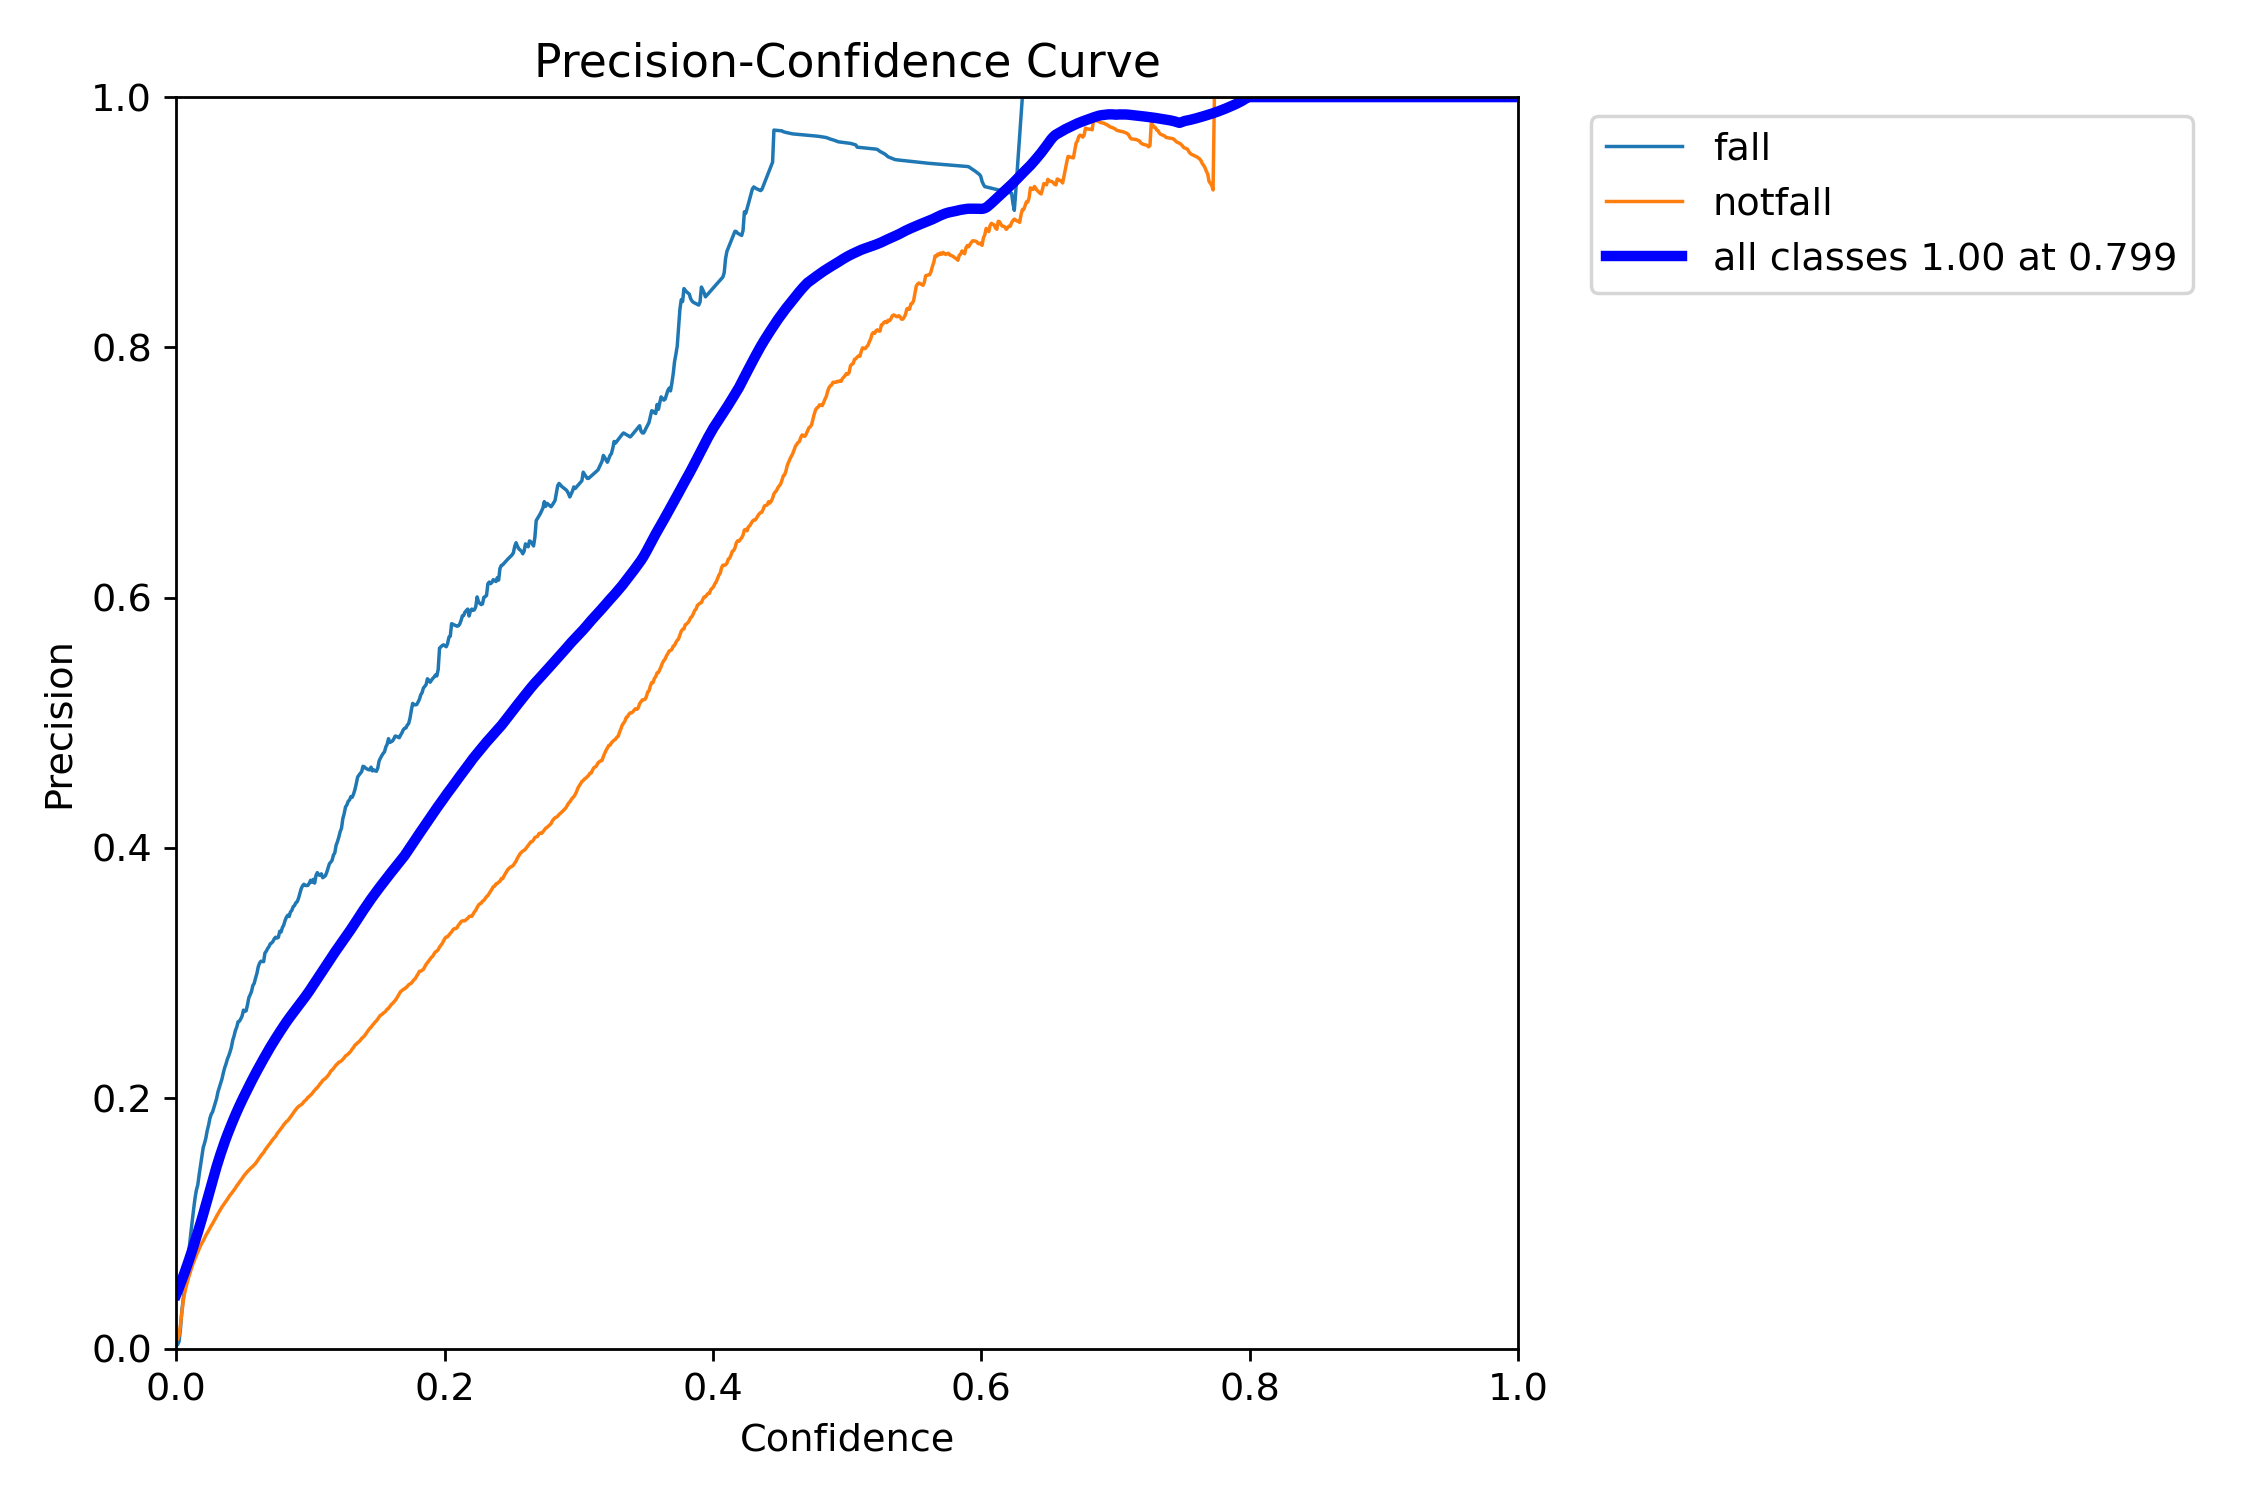 Precision-Confidence Curve
1.0
0.8
0.6
0.4
0.2
0.0
Precision
0.0 0.2 0.4 0.6 0.8 1.0
Confidence
fall
notfall
all classes 1.00 at 0.799